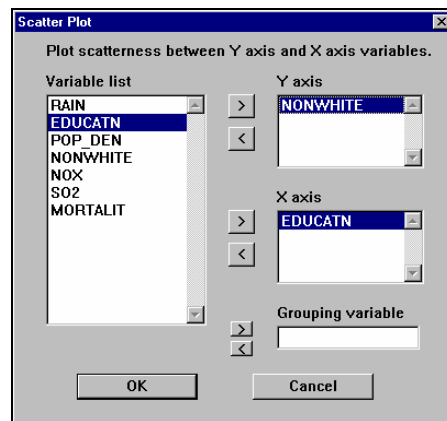 Scatter Plot
Plot scatterness between Y axis and X axis variables.
Variable list
RAIN
EDUCATN
POP_DEN
NONWHITE
NOX
SO2
MORTALIT
>
<
Y axis
NONWHITE
>
<
X axis
EDUCATN
>
<
Grouping variable
OK
Cancel